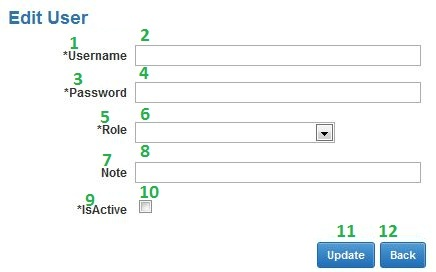 Edit User
1 2
*Username
3 4
*Password
5 6
*Role
7 8
Note
9 10
*IsActive
11 12
Update Back